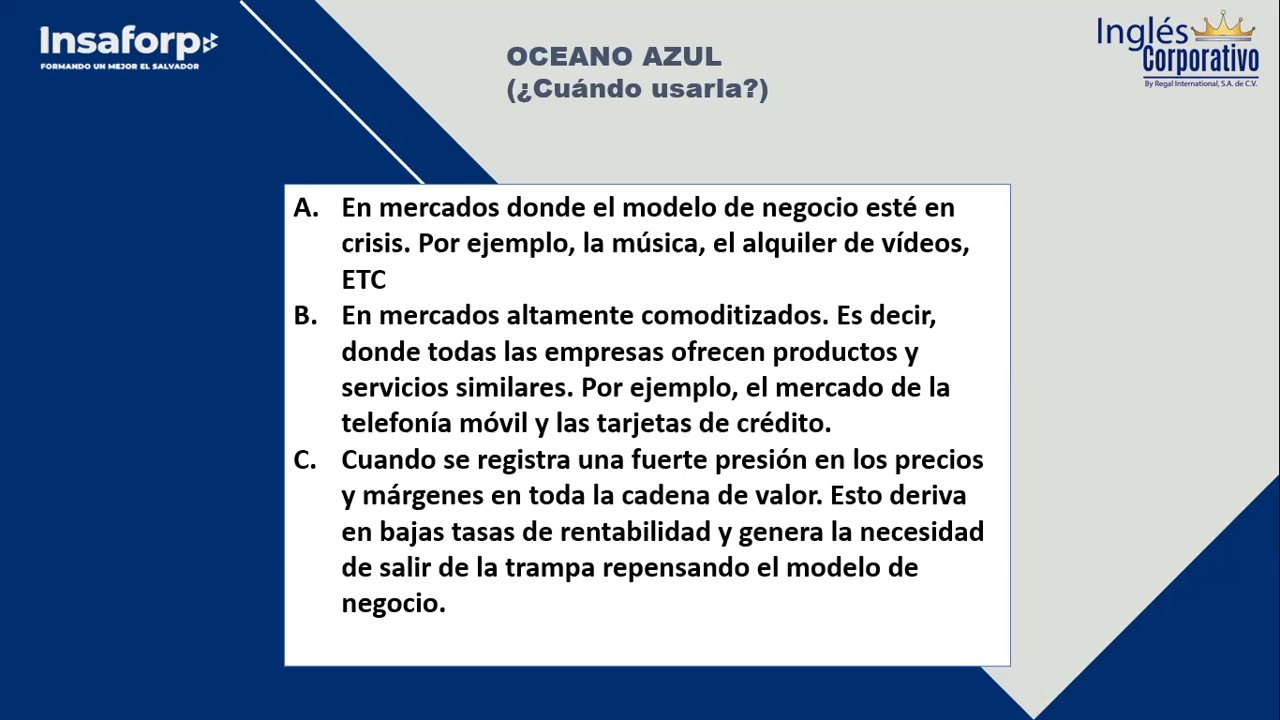 Insaforp
FORMANDO UN MEJOR EL SALVADOR
OCEANO AZUL
(¿Cuándo usarla?)
Inglés
Corporativo
By Regal International, S.A. de C.V.
A. En mercados donde el modelo de negocio esté en
crisis. Por ejemplo, la música, el alquiler de vídeos,
ETC
B. En mercados altamente comoditizados. Es decir,
donde todas las empresas ofrecen productos y
servicios similares. Por ejemplo, el mercado de la
telefonía móvil y las tarjetas de crédito.
C. Cuando se registra una fuerte presión en los precios
y márgenes en toda la cadena de valor. Esto deriva
en bajas tasas de rentabilidad y genera la necesidad
de salir de la trampa repensando el modelo de
negocio.